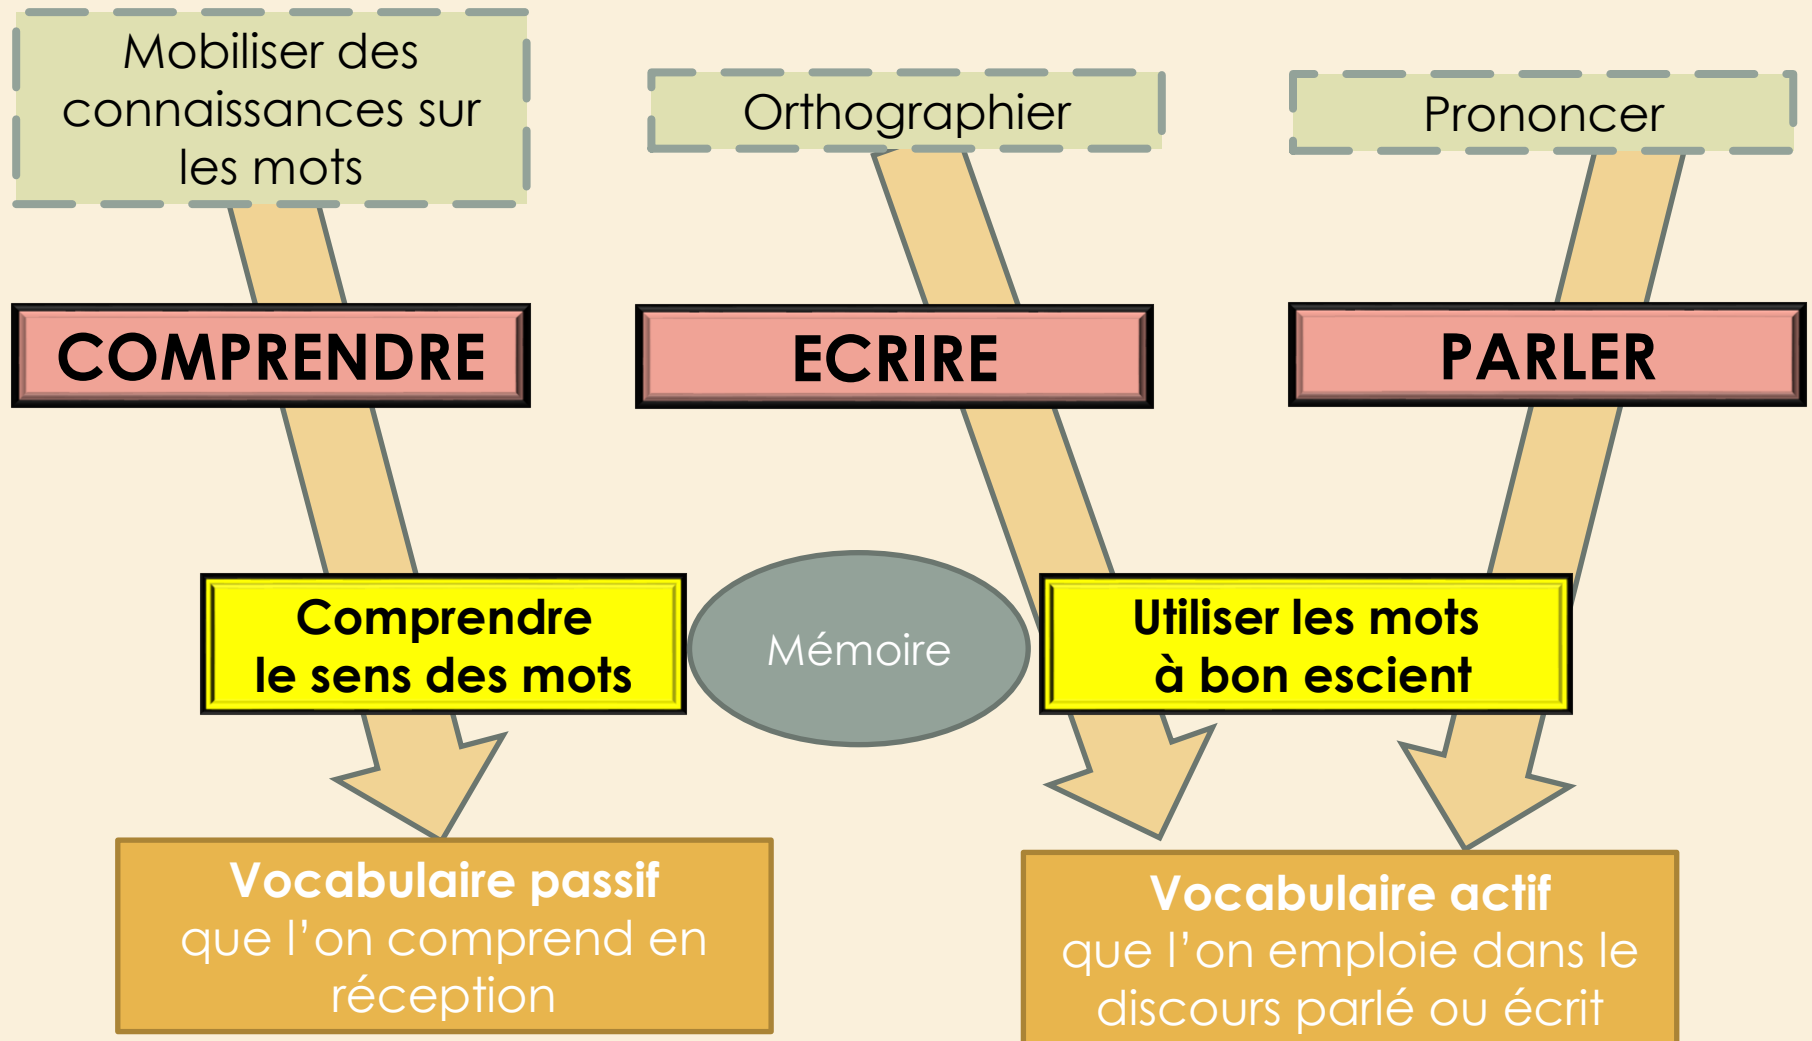 Mobiliser des
connaissances sur
les mots
Orthographier
Prononcer
COMPRENDRE
ECRIRE
PARLER
Comprendre
le sens des mots
Mémoire
Utiliser les mots
à bon escient
Vocabulaire passif
que l’on comprend en
réception
Vocabulaire actif
que l’on emploie dans le
discours parlé ou écrit